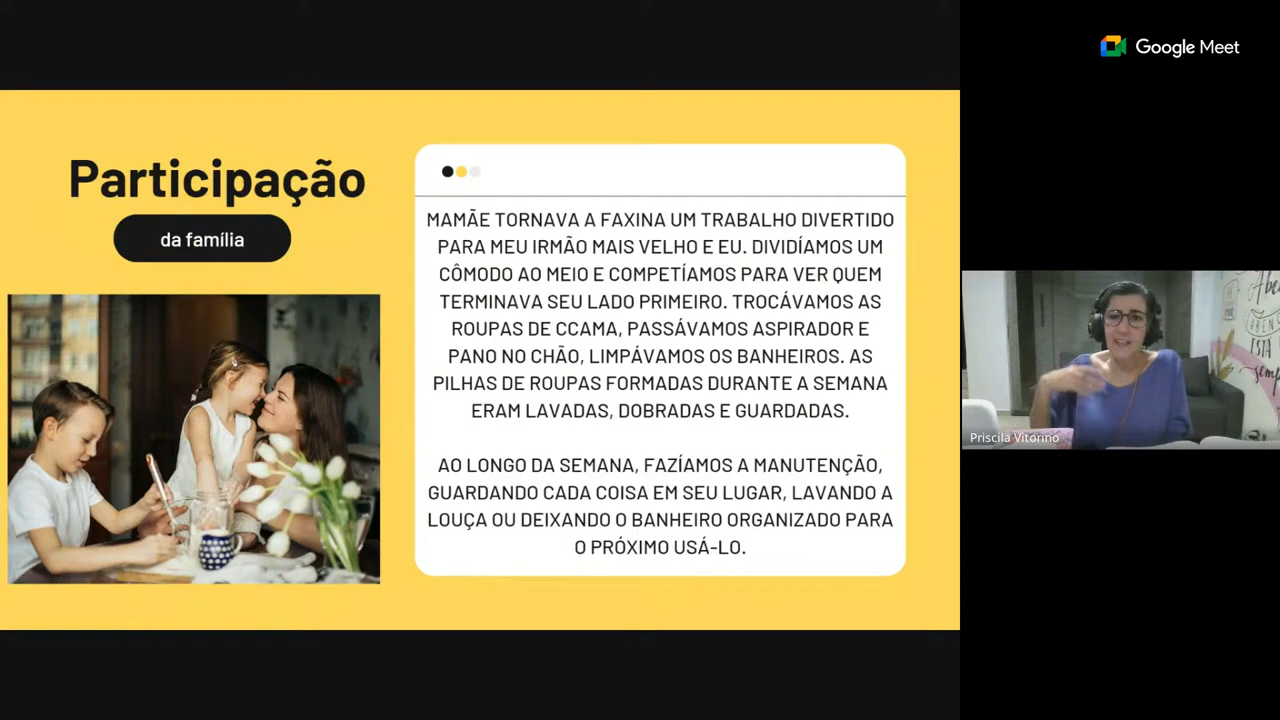 Google Meet
Participação
da família
MAMÃE TORNAVA A FAXINA UM TRABALHO DIVERTIDO
PARA MEU IRMÃO MAIS VELHO E EU. DIVIDÍAMOS UM
CÔMODO AO MEIO E COMPETÍAMOS PARA VER QUEM
TERMINAVA SEU LADO PRIMEIRO. TROCÁVAMOS AS
ROUPAS DE CCAMA, PASSÁVAMOS ASPIRADOR E
PANO NO CHÃO, LIMPÁVAMOS OS BANHEIROS. AS
PILHAS DE ROUPAS FORMADAS DURANTE A SEMANA
ERAM LAVADAS, DOBRADAS E GUARDADAS.
AO LONGO DA SEMANA, FAZÍAMOS A MANUTENÇÃO,
GUARDANDO CADA COISA EM SEU LUGAR, LAVANDO A
LOUÇA OU DEIXANDO O BANHEIRO ORGANIZADO PARA
O PRÓXIMO USÁ-LO.
Priscila Vitorino